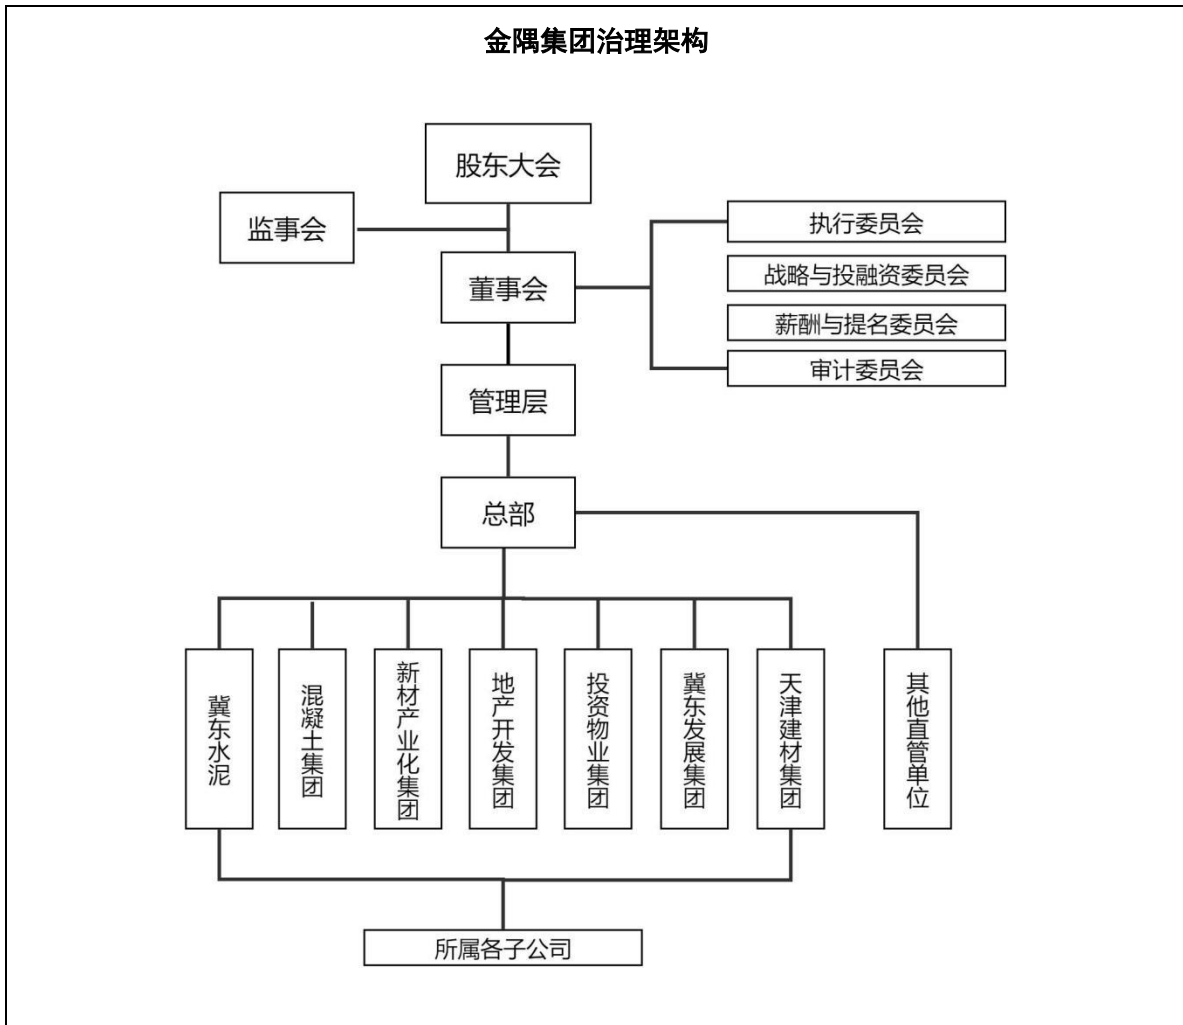 金隅集团治理架构
股东大会
监事会
董事会
执行委员会
战略与投融资委员会
薪酬与提名委员会
审计委员会
管理层
总部
冀东水泥
混凝土集团
新材产业化集团
地产开发集团
投资物业集团
冀东发展集团
天津建材集团
其他直管单位
所属各子公司